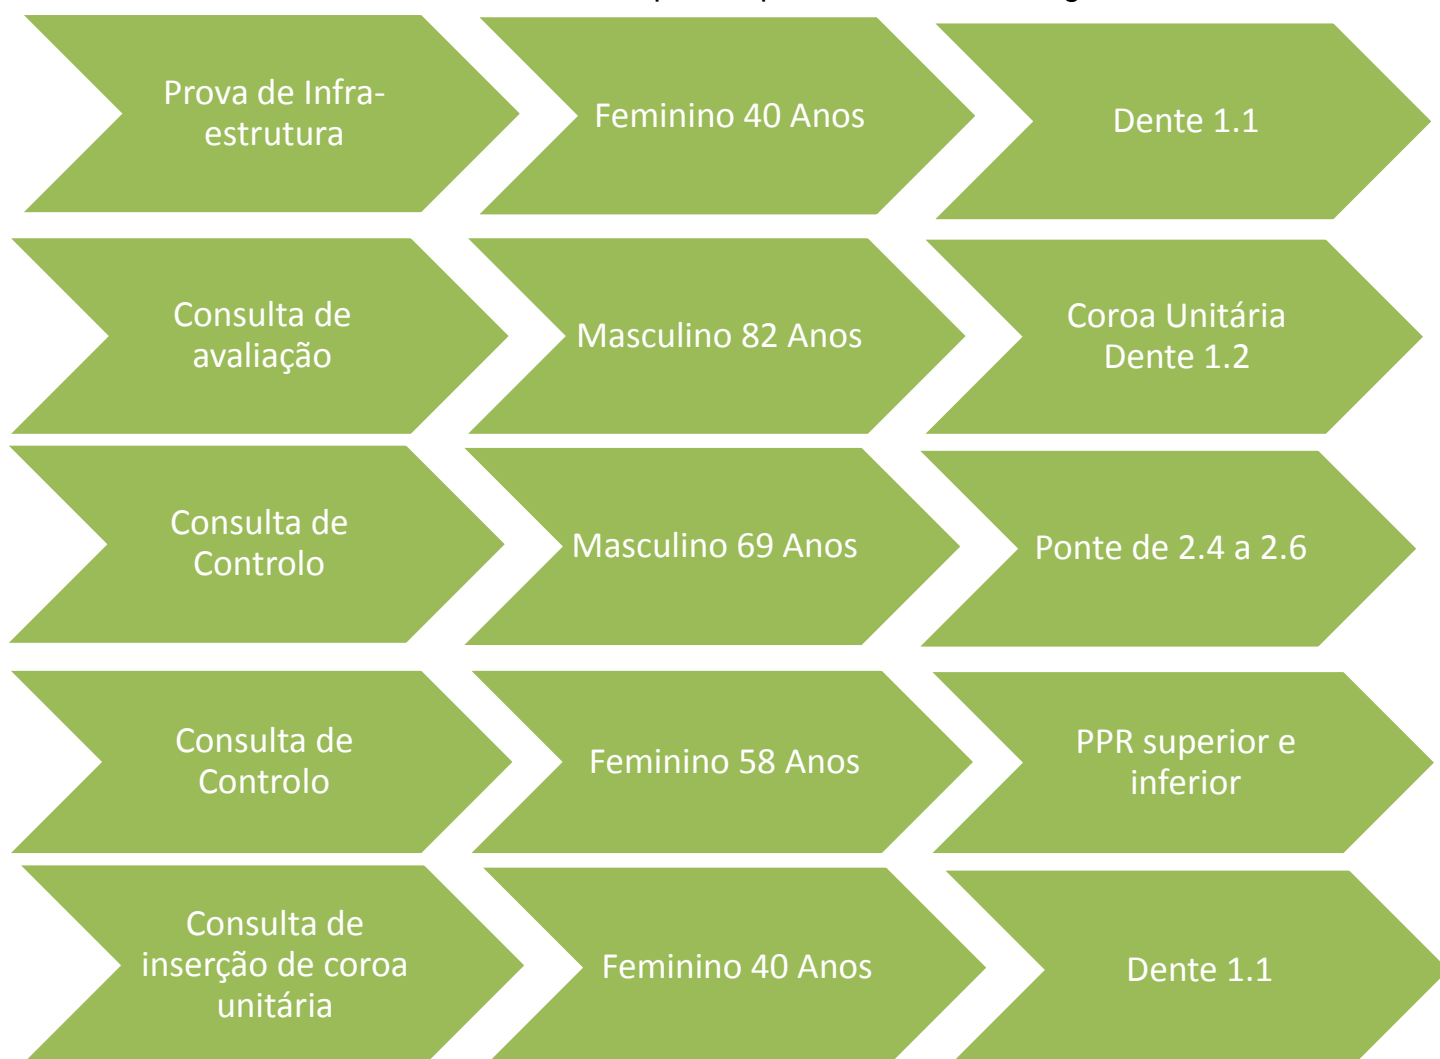 Prova de Infra-
estrutura
Feminino 40 Anos
Dente 1.1
Consulta de
avaliação
Masculino 82 Anos
Coroa Unitária
Dente 1.2
Consulta de
Controlo
Masculino 69 Anos
Ponte de 2.4 a 2.6
Consulta de
Controlo
Feminino 58 Anos
PPR superior e
inferior
Consulta de
inserção de coroa
unitária
Feminino 40 Anos
Dente 1.1